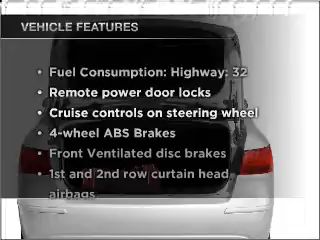 VEHICLE FEATURES
• Fuel Consumption: Highway: 32
• Remote power door locks
• Cruise controls on steering wheel
• 4-wheel ABS Brakes
• Front Ventilated disc brakes
• 1st and 2nd row curtain head
airbags